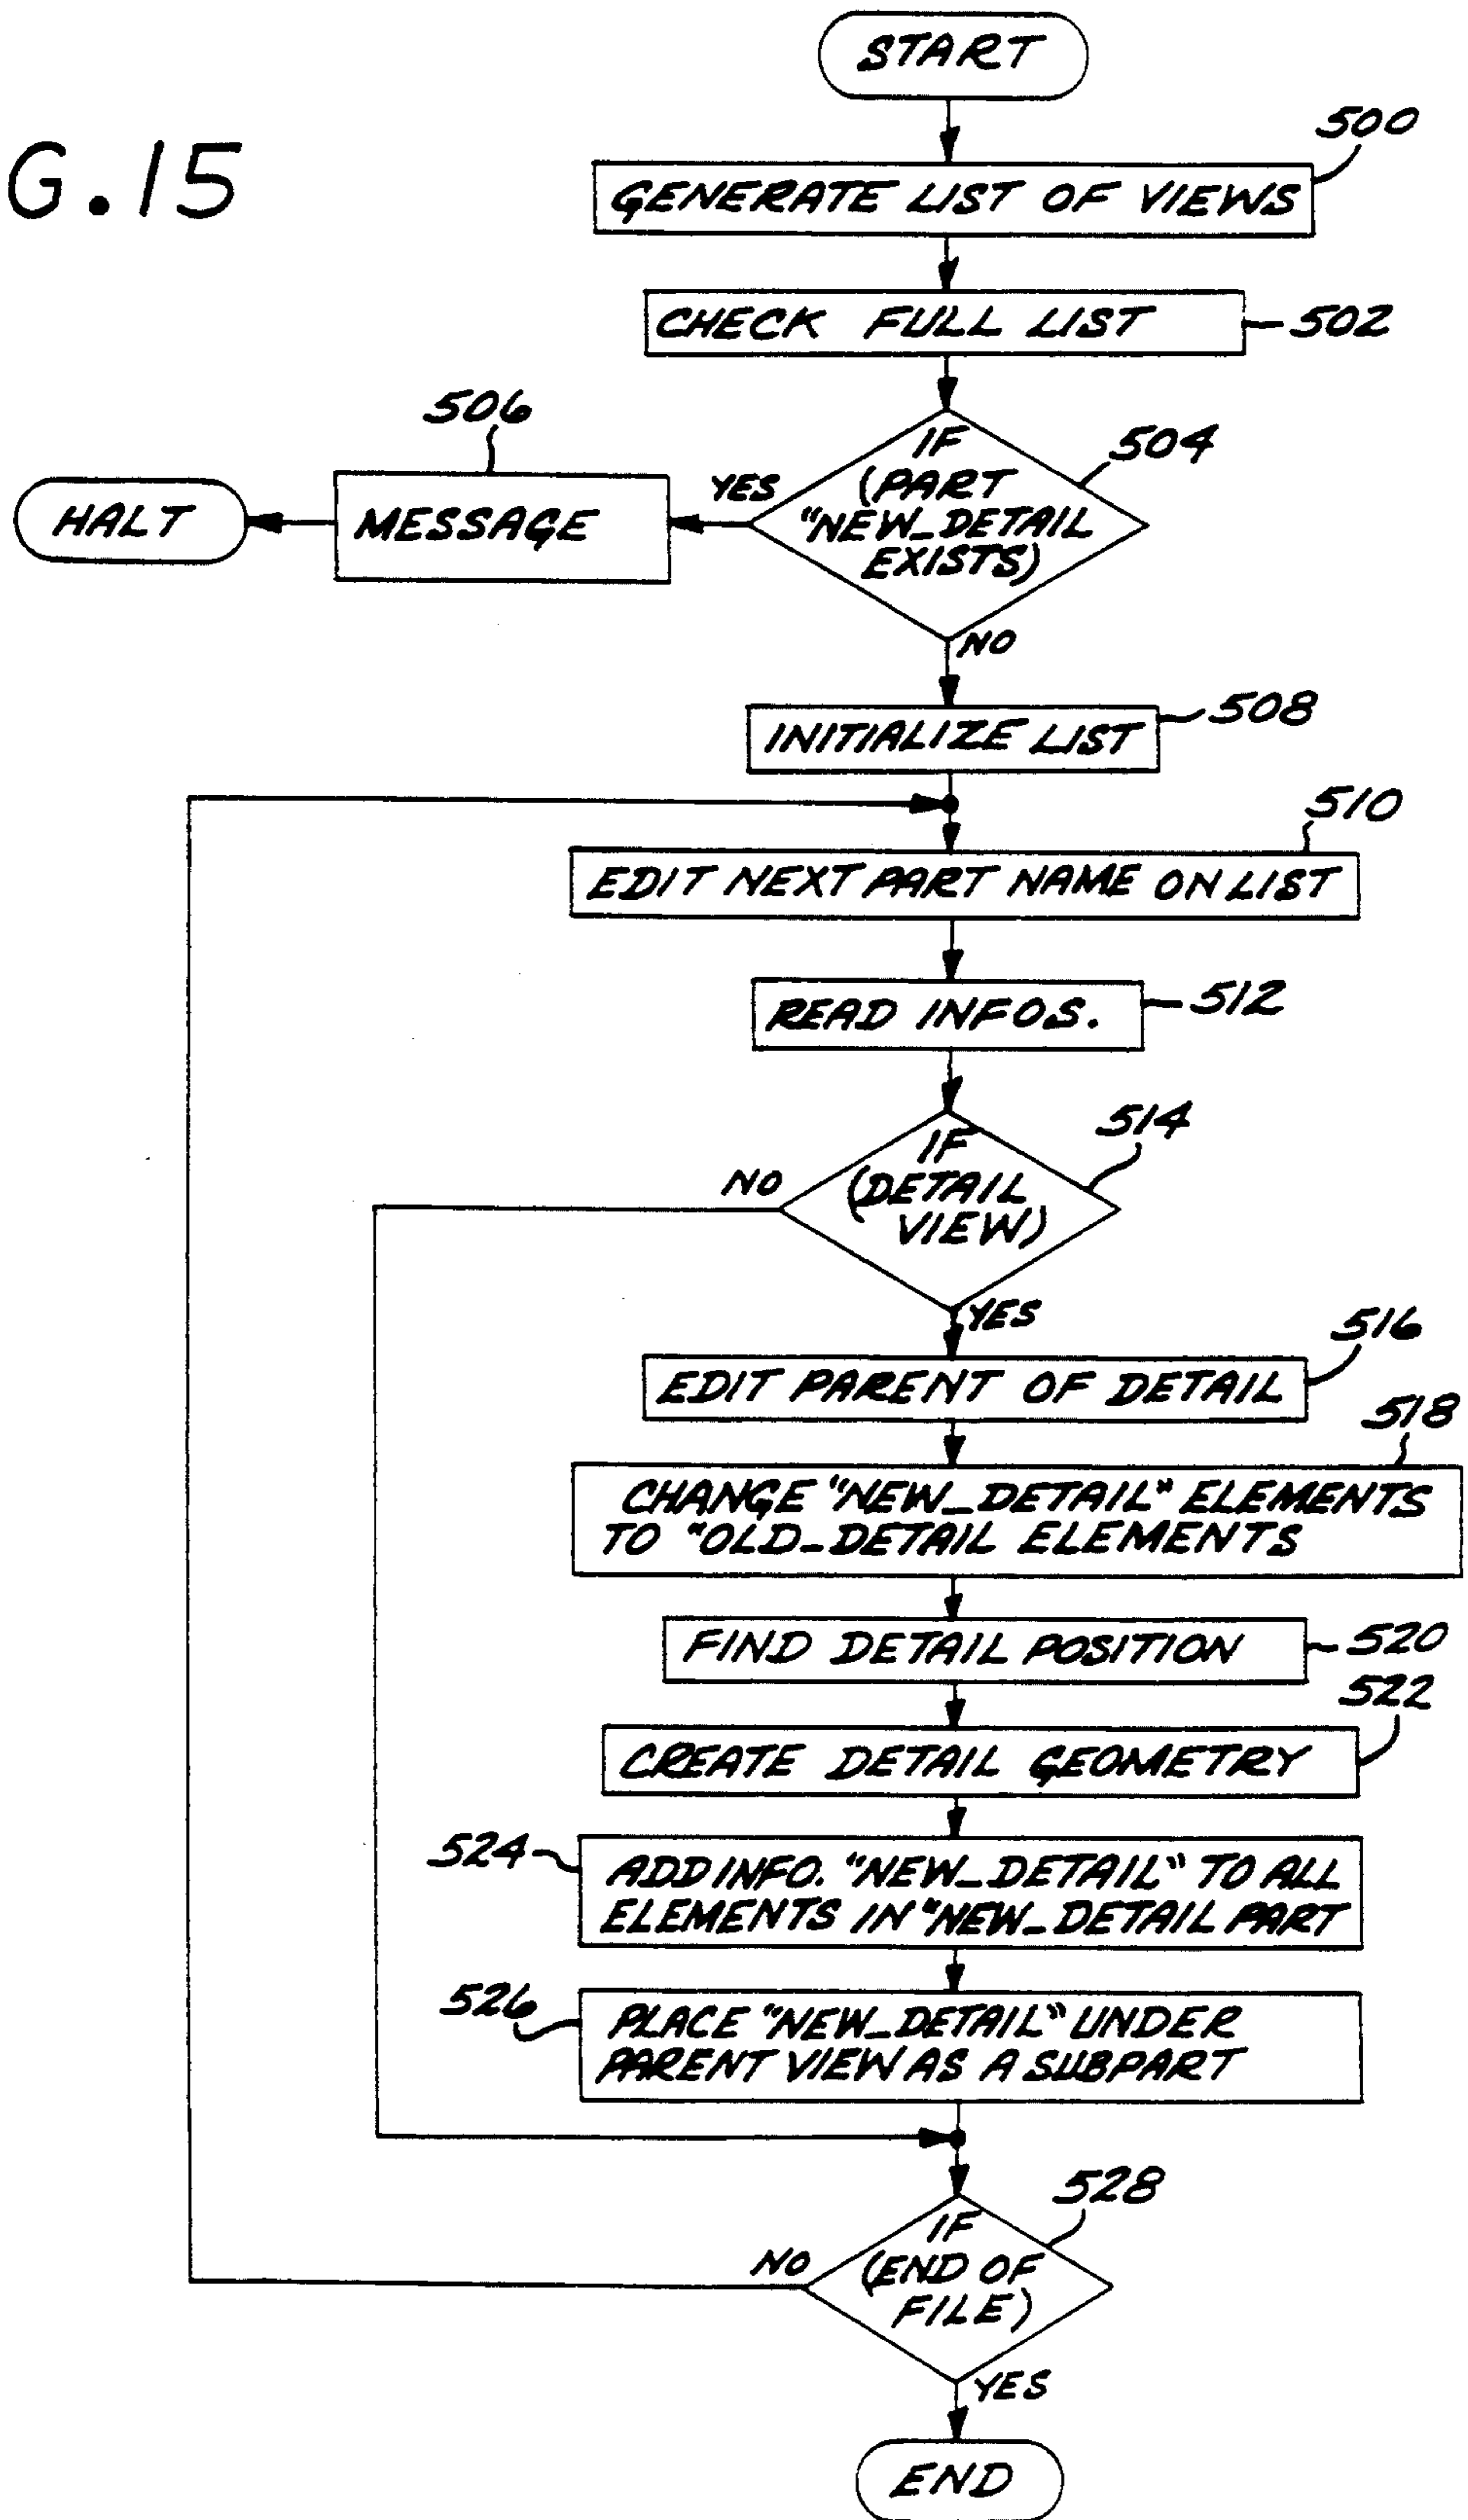 START
G.15
500
GENERATE LIST OF VIEWS
CHECK FULL LIST
502
506
504
IF
(PART
"NEW_DETAIL
EXISTS)
YES
HALT
MESSAGE
NO
INITIALIZE LIST
508
510
EDIT NEXT PART NAME ON LIST
READ INFOS.
512
514
IF
(DETAIL
VIEW)
NO
YES
516
EDIT PARENT OF DETAIL
518
CHANGE "NEW_DETAIL" ELEMENTS
TO "OLD_DETAIL ELEMENTS
FIND DETAIL POSITION
520
522
CREATE DETAIL GEOMETRY
524
ADD INFO. "NEW_DETAIL" TO ALL
ELEMENTS IN "NEW_DETAIL PART
526
PLACE "NEW_DETAIL" UNDER
PARENT VIEW AS A SUBPART
528
IF
(END OF
FILE)
NO
YES
END